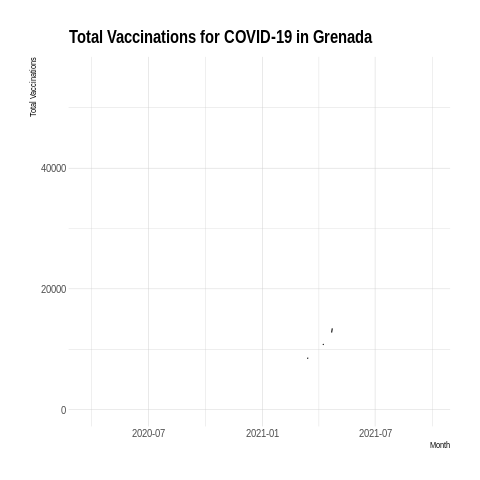 Total Vaccinations for COVID-19 in Grenada
Total Vaccinations
40000
20000
0
2020-07 2021-01 2021-07
Month